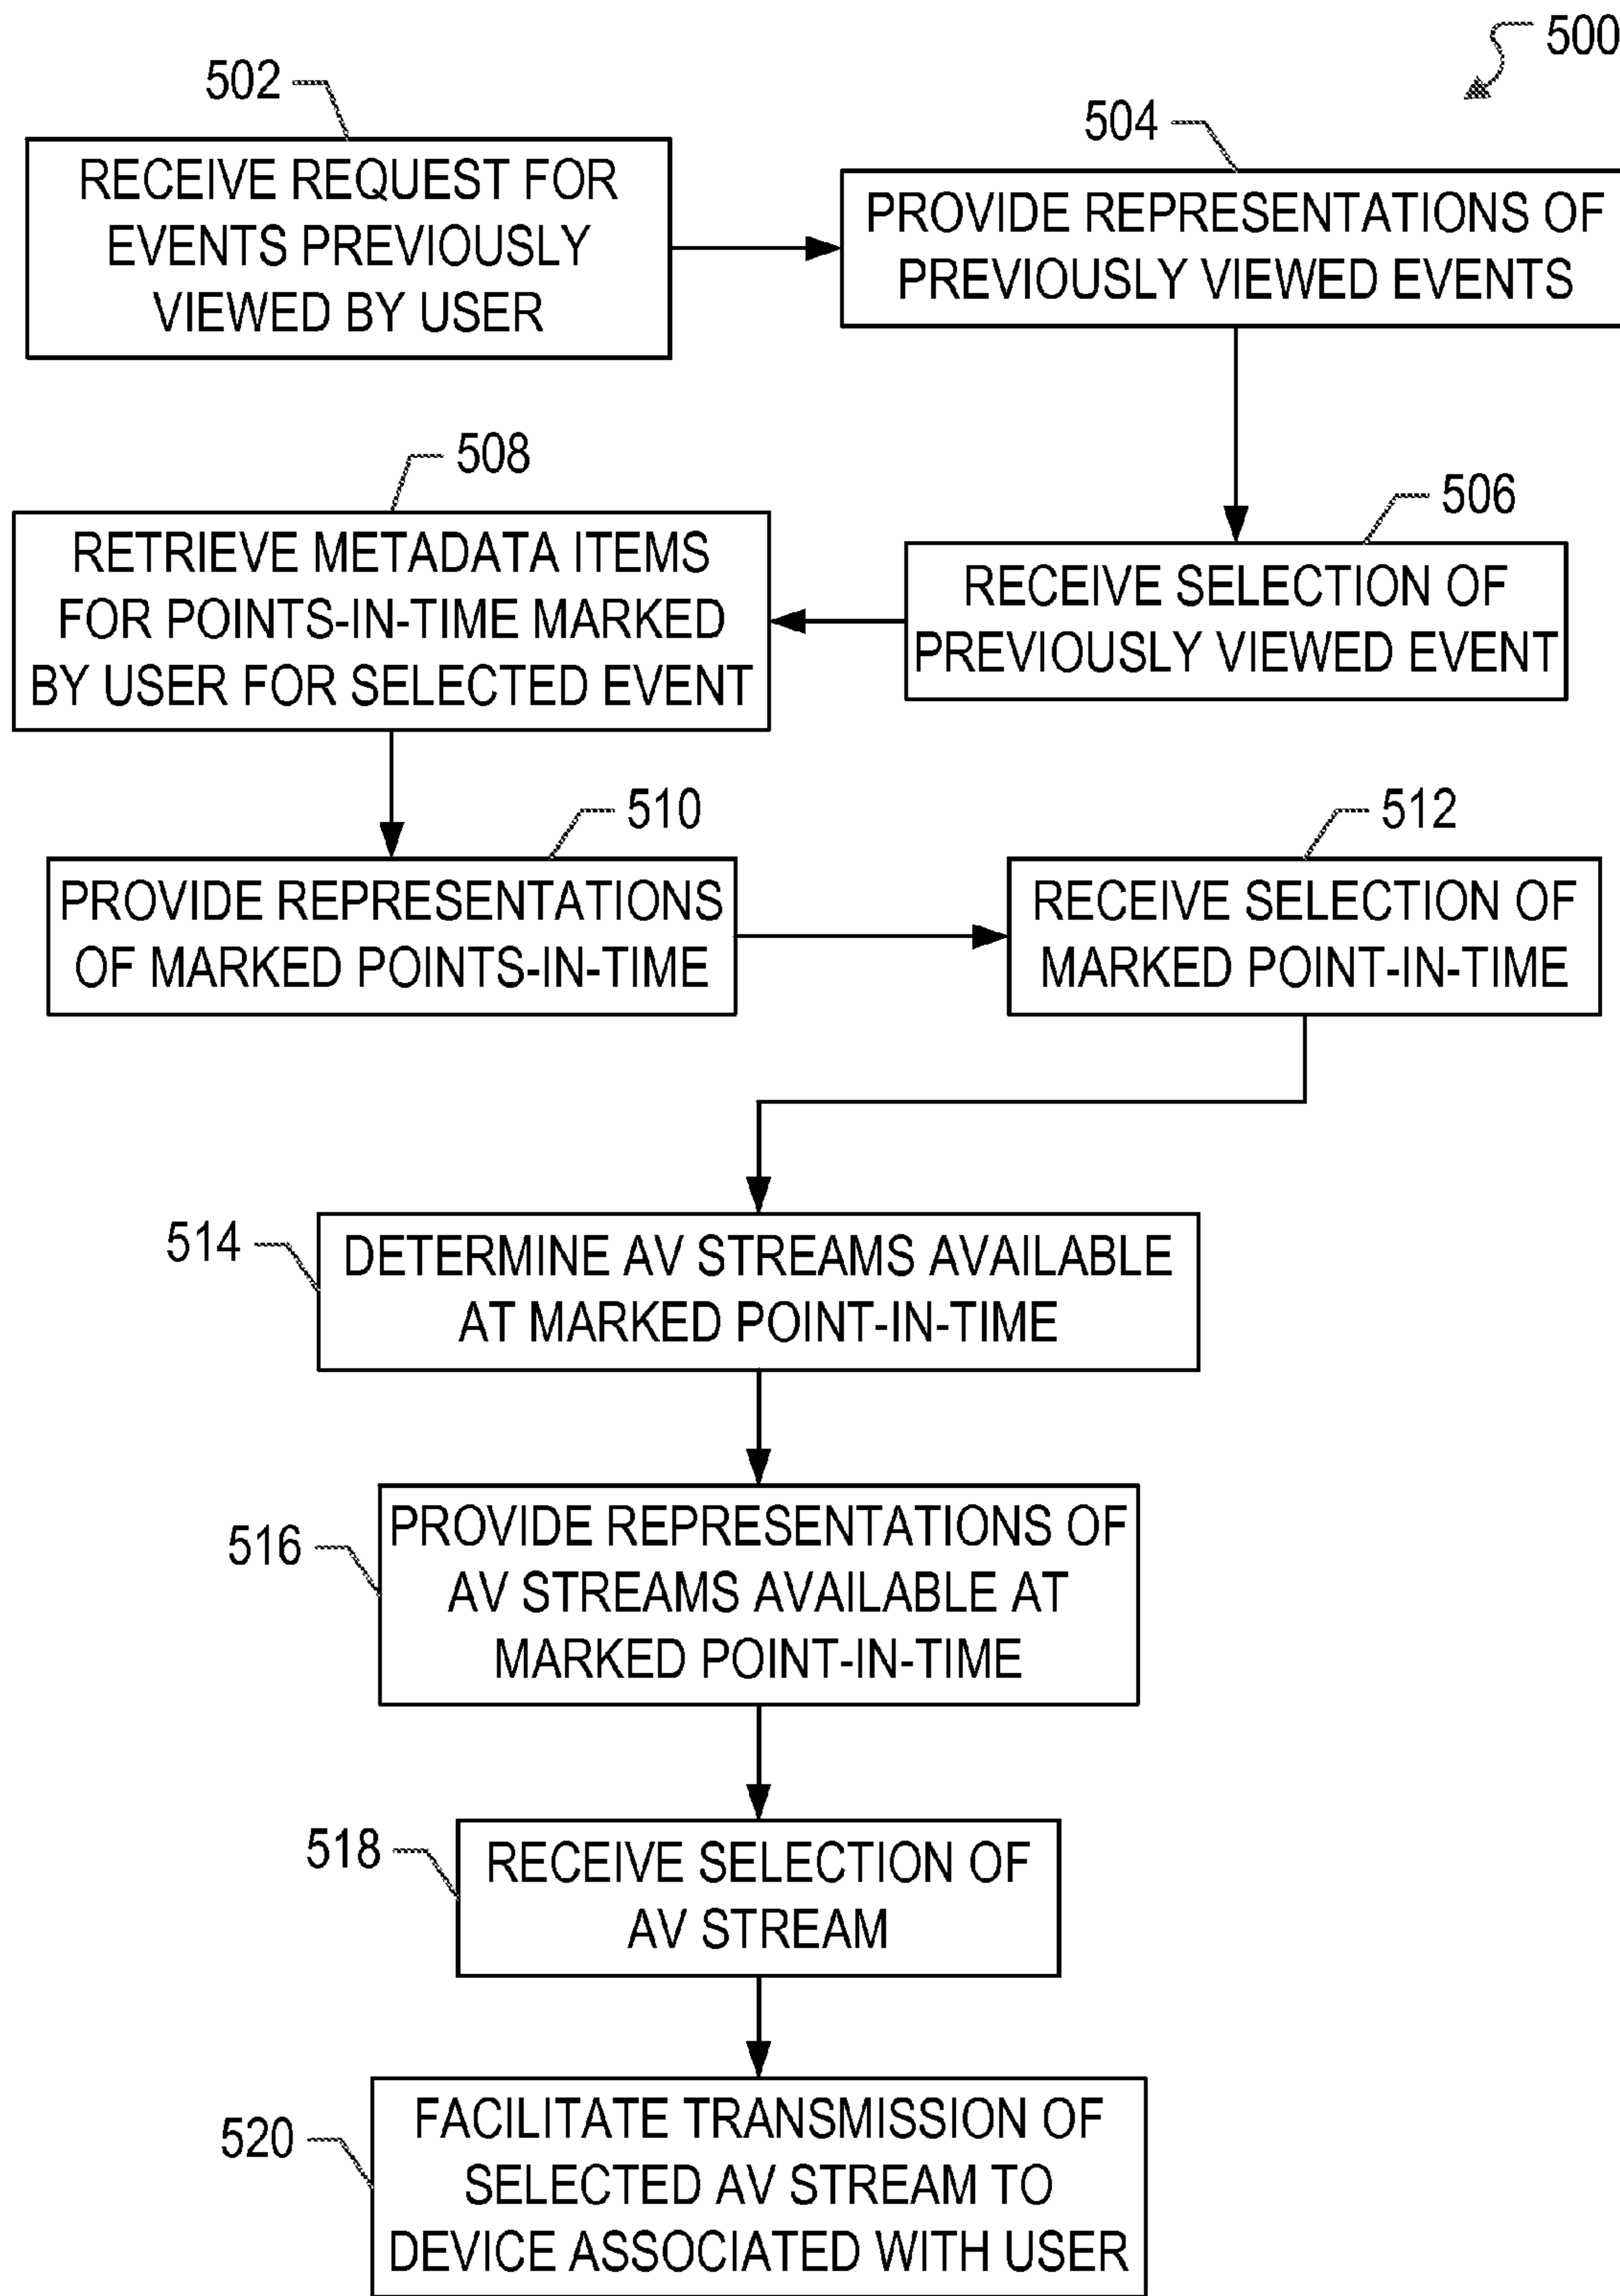 500
502
RECEIVE REQUEST FOR
EVENTS PREVIOUSLY
VIEWED BY USER
504
PROVIDE REPRESENTATIONS OF
PREVIOUSLY VIEWED EVENTS
506
RECEIVE SELECTION OF
PREVIOUSLY VIEWED EVENT
508
RETRIEVE METADATA ITEMS
FOR POINTS-IN-TIME MARKED
BY USER FOR SELECTED EVENT
510
PROVIDE REPRESENTATIONS
OF MARKED POINTS-IN-TIME
512
RECEIVE SELECTION OF
MARKED POINT-IN-TIME
514
DETERMINE AV STREAMS AVAILABLE
AT MARKED POINT-IN-TIME
516
PROVIDE REPRESENTATIONS OF
AV STREAMS AVAILABLE AT
MARKED POINT-IN-TIME
518
RECEIVE SELECTION OF
AV STREAM
520
FACILITATE TRANSMISSION OF
SELECTED AV STREAM TO
DEVICE ASSOCIATED WITH USER